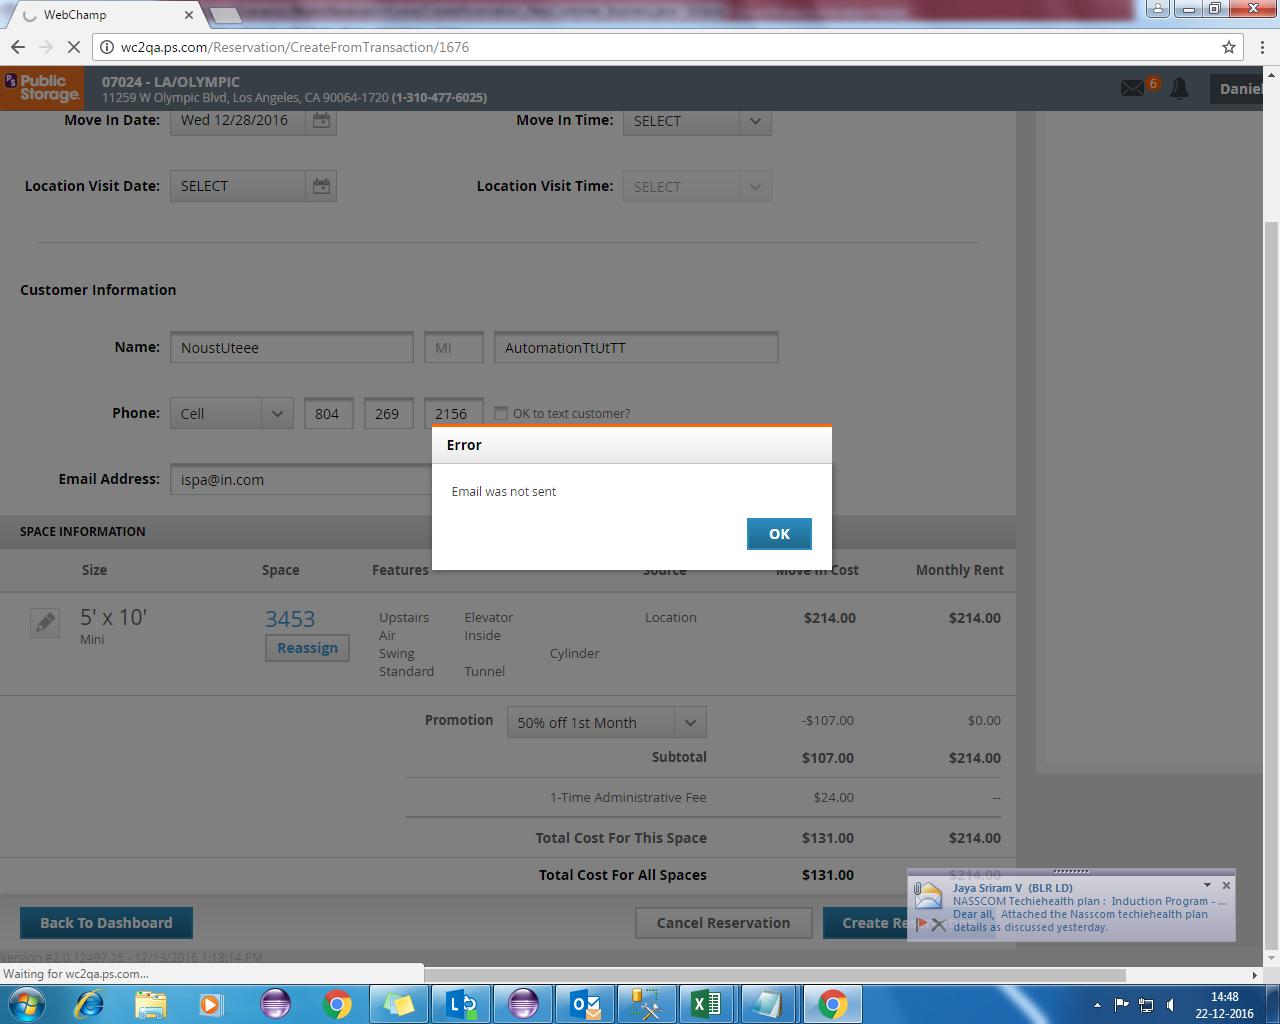 WebChamp
wc2qa.ps.com/Reservation/CreateFromTransaction/1676
PS Public Storage.
07024 - LA/OLYMPIC
11259 W Olympic Blvd, Los Angeles, CA 90064-1720 (1-310-477-6025)
6
Daniel
Move In Date: Wed 12/28/2016 Move In Time: SELECT
Location Visit Date: SELECT Location Visit Time: SELECT
Customer Information
Name: NoustUteee MI AutomationTtUtTT
Phone: Cell 804 269 2156 OK to text customer?
Email Address: ispa@in.com
Error
Email was not sent
OK
SPACE INFORMATION
Size Space Features Source Move In Cost Monthly Rent
5' x 10' 3453 Upstairs Elevator Location $214.00 $214.00
Mini Air Inside
Reassign Swing Cylinder
Standard Tunnel
Promotion 50% off 1st Month -$107.00 $0.00
Subtotal $107.00 $214.00
1-Time Administrative Fee $24.00 --
Total Cost For This Space $131.00 $214.00
Total Cost For All Spaces $131.00 $214.00
Jaya Sriram V (BLR LD)
NASSCOM Techiehealth plan : Induction Program - ...
Dear all, Attached the Nasscom techiehealth plan
details as discussed yesterday.
Back To Dashboard Cancel Reservation Create Re
Version #2.0.12497.15 - 12/13/2016 1:18:14 PM
Waiting for wc2qa.ps.com...
14:48
22-12-2016